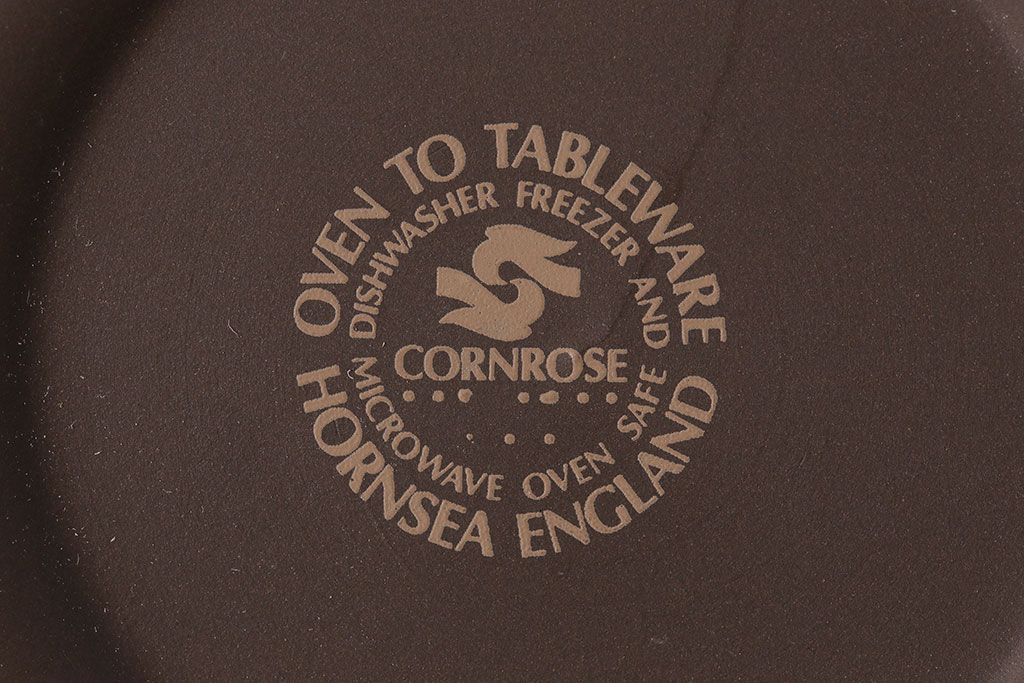 OVEN TO TABLEWARE
DISHWASHER FREEZER AND
CORNROSE
MICROWAVE OVEN SAFE
HORNSEA ENGLAND